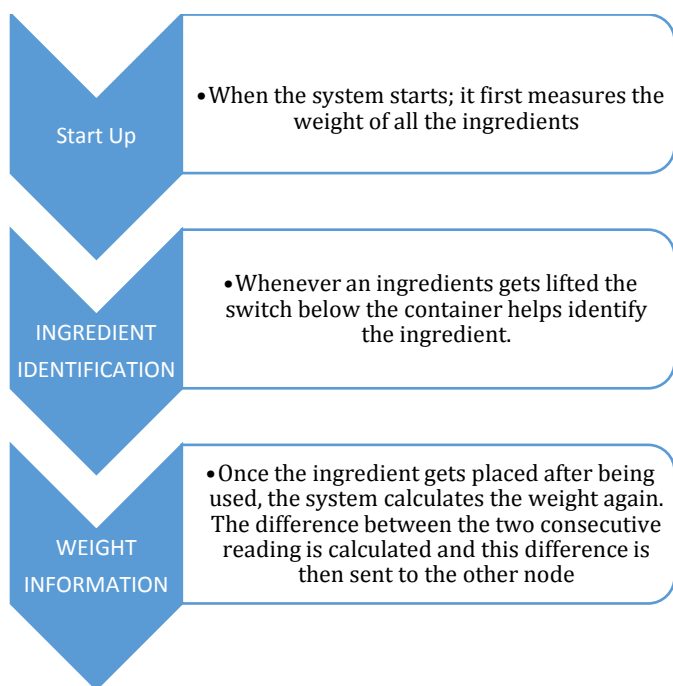 Start Up
•When the system starts; it first measures the
weight of all the ingredients
INGREDIENT
IDENTIFICATION
•Whenever an ingredients gets lifted the
switch below the container helps identify
the ingredient.
WEIGHT
INFORMATION
•Once the ingredient gets placed after being
used, the system calculates the weight again.
The difference between the two consecutive
reading is calculated and this difference is
then sent to the other node